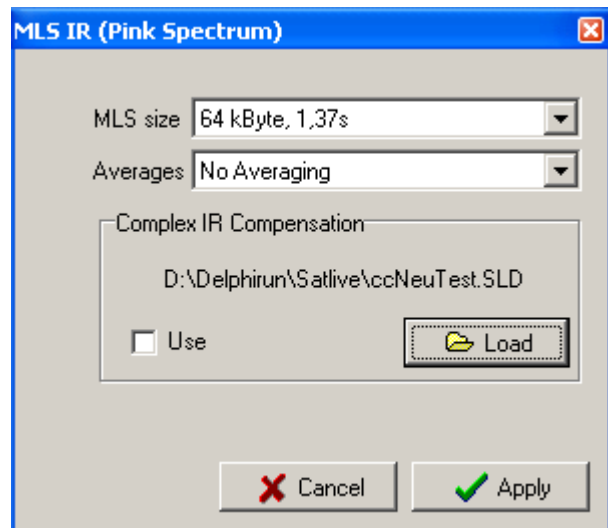 MLS IR (Pink Spectrum)
MLS size 64 kByte, 1,37s
Averages No Averaging
Complex IR Compensation
D:\Delphirun\Satlive\ccNeuTest.SLD
Use Load
Cancel Apply